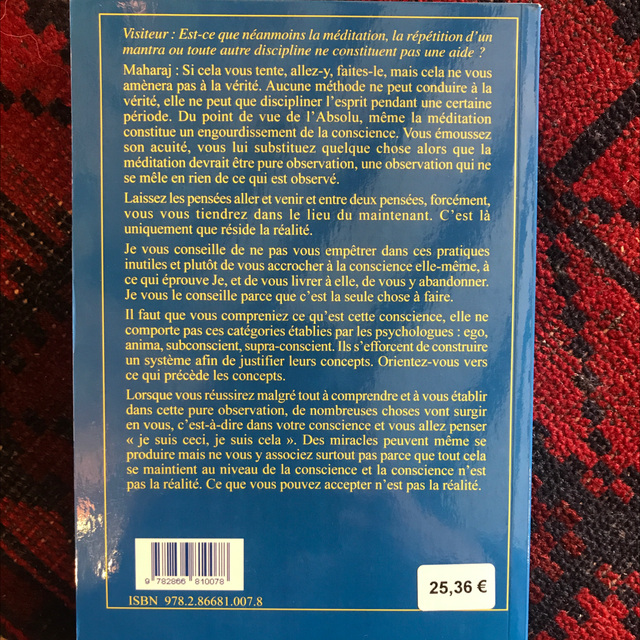 Visiteur : Est-ce que néanmoins la méditation, la répétition d'un
mantra ou toute autre discipline ne constituent pas une aide ?
Maharaj : Si cela vous tente, allez-y, faites-le, mais cela ne vous
amènera pas à la vérité. Aucune méthode ne peut conduire à la
vérité, elle ne peut que discipliner l'esprit pendant une certaine
période. Du point de vue de l'Absolu, même la méditation
constitue un engourdissement de la conscience. Vous émoussez
son acuité, vous lui substituez quelque chose alors que la
méditation devrait être pure observation, une observation qui ne
se mêle en rien de ce qui est observé.
Laissez les pensées aller et venir et entre deux pensées, forcément,
vous vous tiendrez dans le lieu du maintenant. C'est là
uniquement que réside la réalité.
Je vous conseille de ne pas vous empêtrer dans ces pratiques
inutiles et plutôt de vous accrocher à la conscience elle-même, à
ce qui éprouve Je, et de vous livrer à elle, de vous y abandonner.
Je vous le conseille parce que c'est la seule chose à faire.
Il faut que vous compreniez ce qu'est cette conscience, elle ne
comporte pas ces catégories établies par les psychologues : ego,
anima, subconscient, supra-conscient. Ils s'efforcent de construire
un système afin de justifier leurs concepts. Orientez-vous vers
ce qui précède les concepts.
Lorsque vous réussirez malgré tout à comprendre et à vous établir
dans cette pure observation, de nombreuses choses vont surgir
en vous, c'est-à-dire dans votre conscience et vous allez penser
« je suis ceci, je suis cela ». Des miracles peuvent même se
produire mais ne vous y associez surtout pas parce que tout cela
se maintient au niveau de la conscience et la conscience n'est
pas la réalité. Ce que vous pouvez accepter n'est pas la réalité.
9 782866 810078
ISBN 978.2.86681.007.8
25,36 €